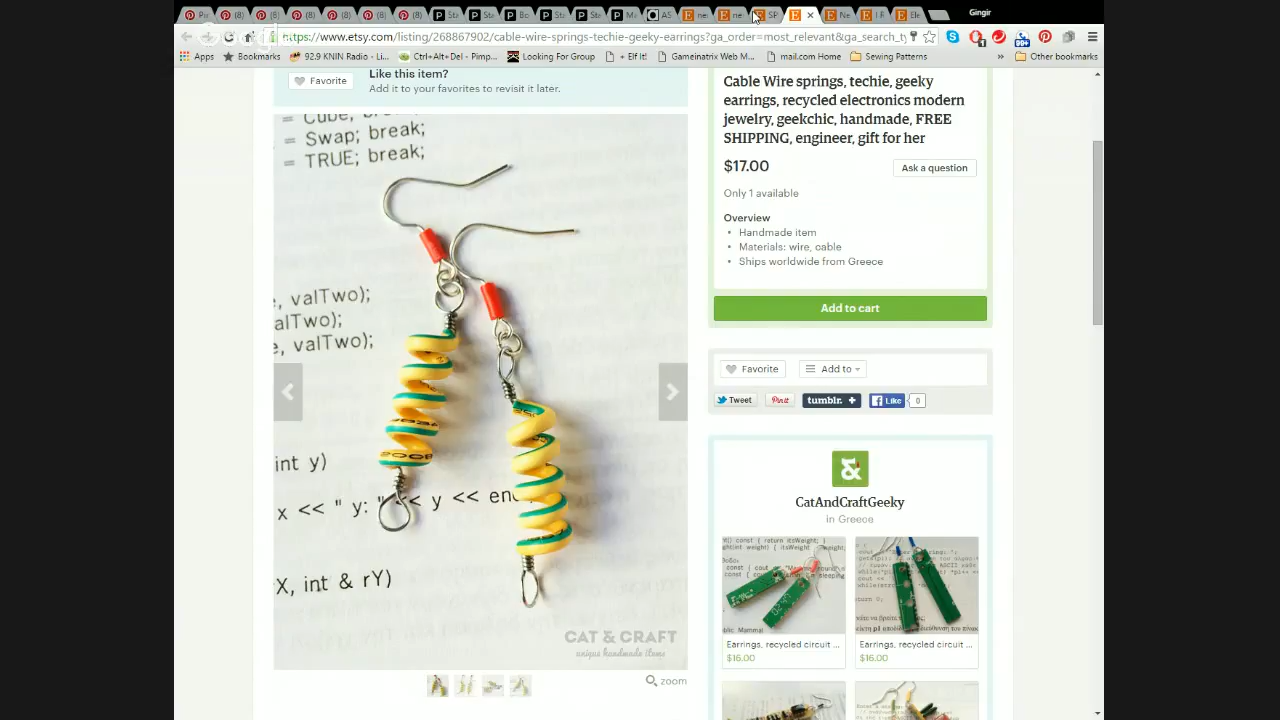 (8)
(8)
(8)
(8)
(8)
Gingir
https://www.etsy.com/listing/268867902/cable-wire-springs-techie-geeky-earrings?ga_order=most_relevant&ga_search_ty
Apps
Bookmarks
Ctrl+Alt+Del - Pimp...
Looking For Group
+ Elf It!
Gameinatrix Web M...
mail.com Home
Sewing Patterns
»
Other bookmarks
Favorite
Like this item?
Add it to your favorites to revisit it later.
= Swap; break;
= TRUE; break;
, valTwo);
alTwo);
e, valTwo);
int y)
x << " y: " << y << en
X, int & rY)
CAT & CRAFT
unique handmade items
zoom
Cable Wire springs, techie, geeky
earrings, recycled electronics modern
jewelry, geekchic, handmade, FREE
SHIPPING, engineer, gift for her
$17.00
Ask a question
Only 1 available
Overview
• Handmade item
• Materials: wire, cable
• Ships worldwide from Greece
Add to cart
Favorite
Add to
Tweet
Pin it
tumblr. +
Like
0
CatAndCraftGeeky
in Greece
Earrings, recycled circuit ...
$16.00
Earrings, recycled circuit ...
$16.00